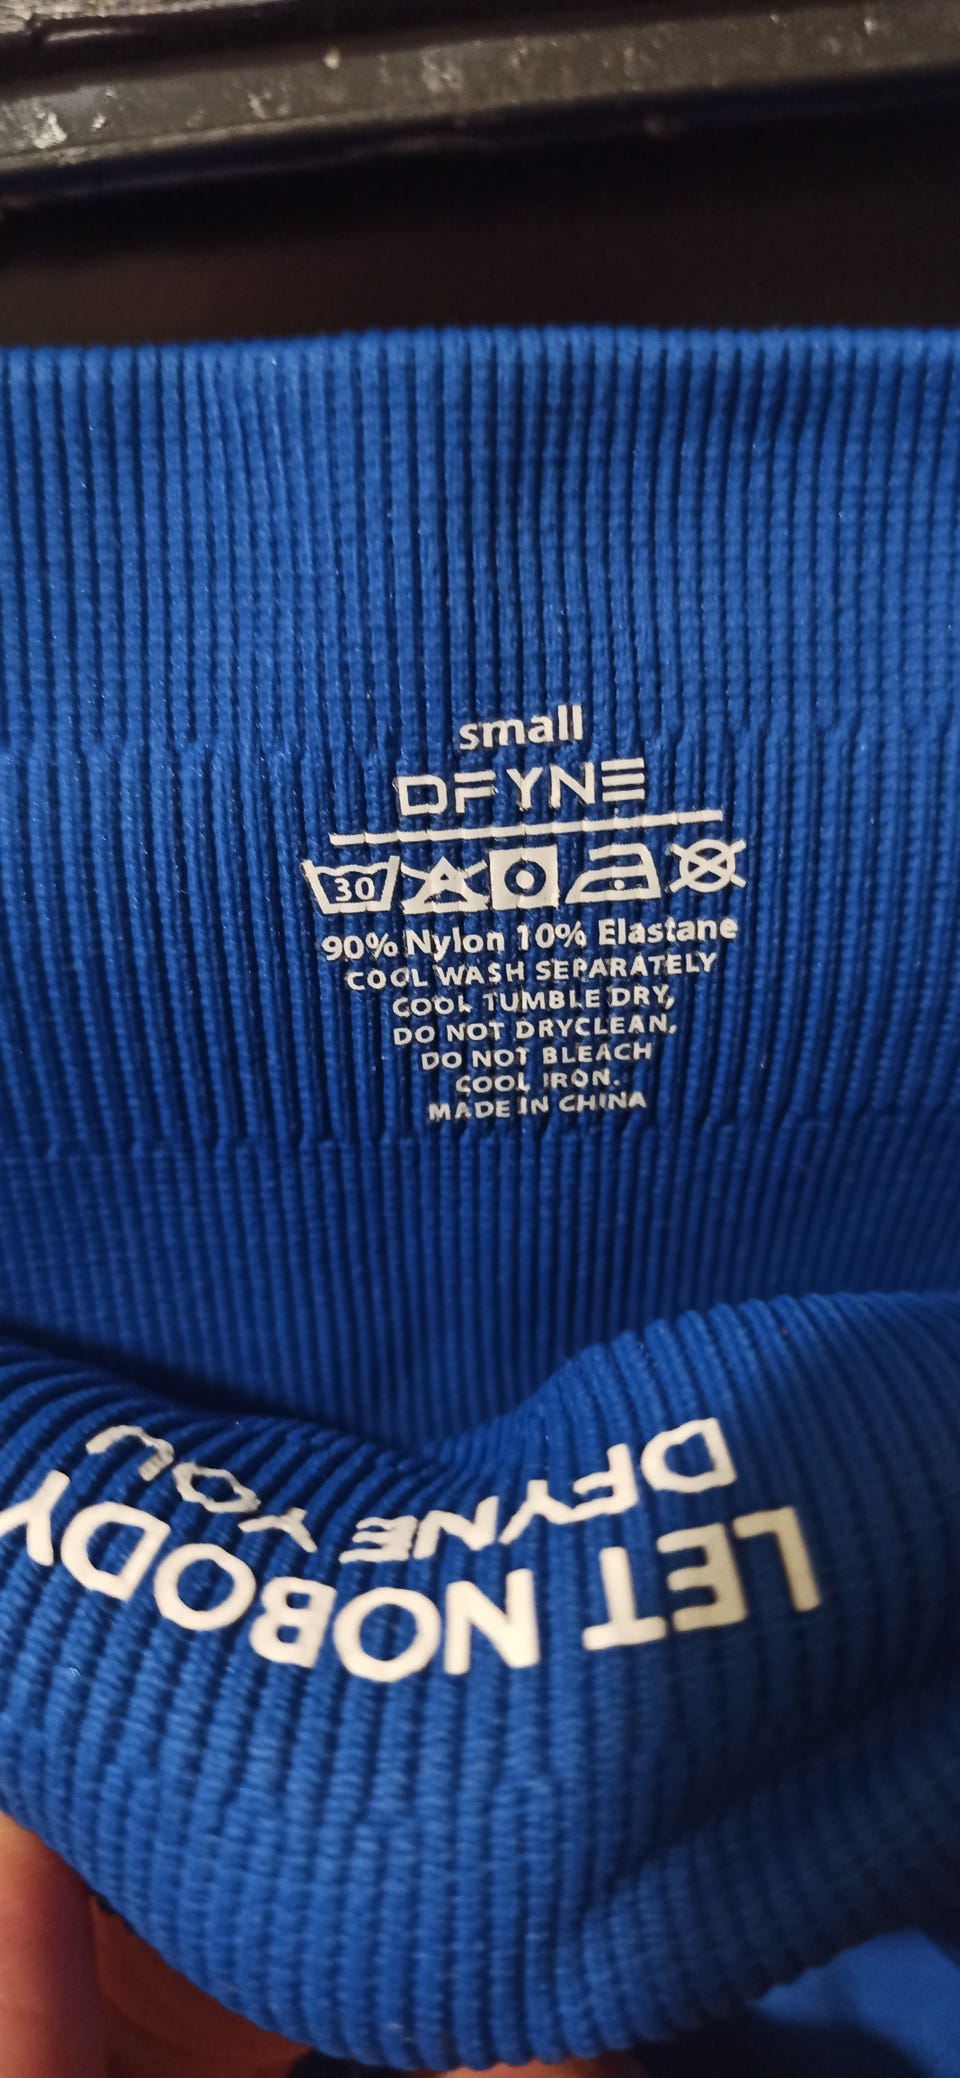 small
DFYNE
30
90% Nylon 10% Elastane
COOL WASH SEPARATELY
COOL TUMBLE DRY,
DO NOT DRYCLEAN,
DO NOT BLEACH
COOL IRON.
MADE IN CHINA
LET NOBODY
DFYNE YOU